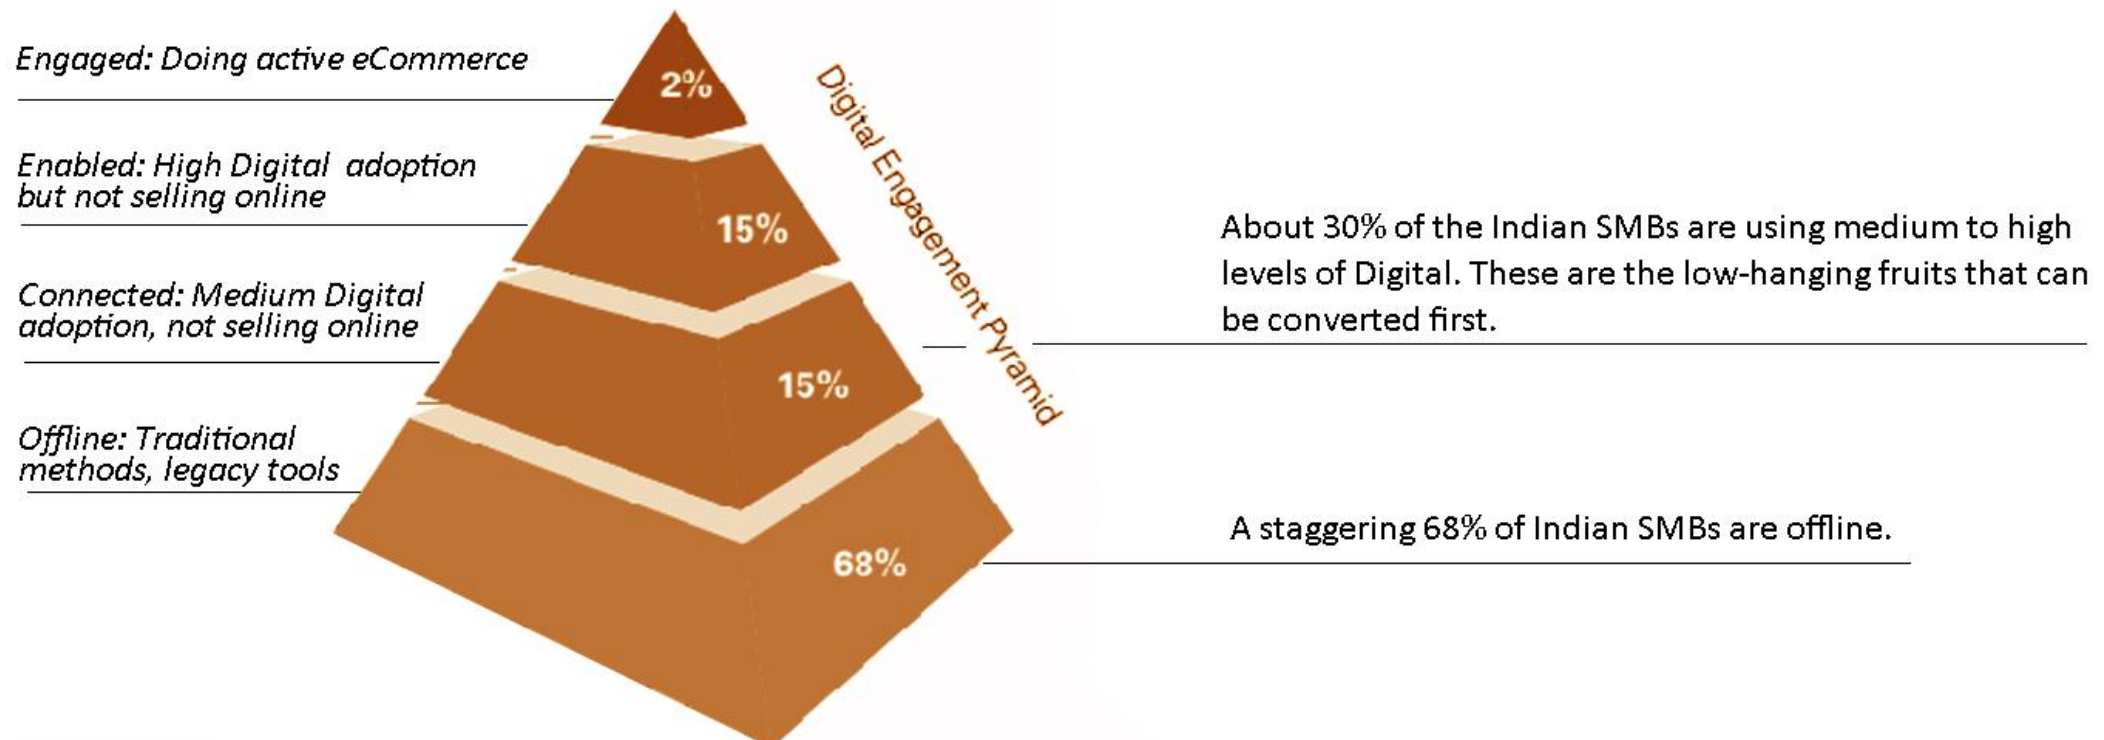 Engaged: Doing active eCommerce
2%
Enabled: High Digital adoption
but not selling online
15%
Connected: Medium Digital
adoption, not selling online
15%
Offline: Traditional
methods, legacy tools
68%
Digital Engagement Pyramid
About 30% of the Indian SMBs are using medium to high
levels of Digital. These are the low-hanging fruits that can
be converted first.
A staggering 68% of Indian SMBs are offline.